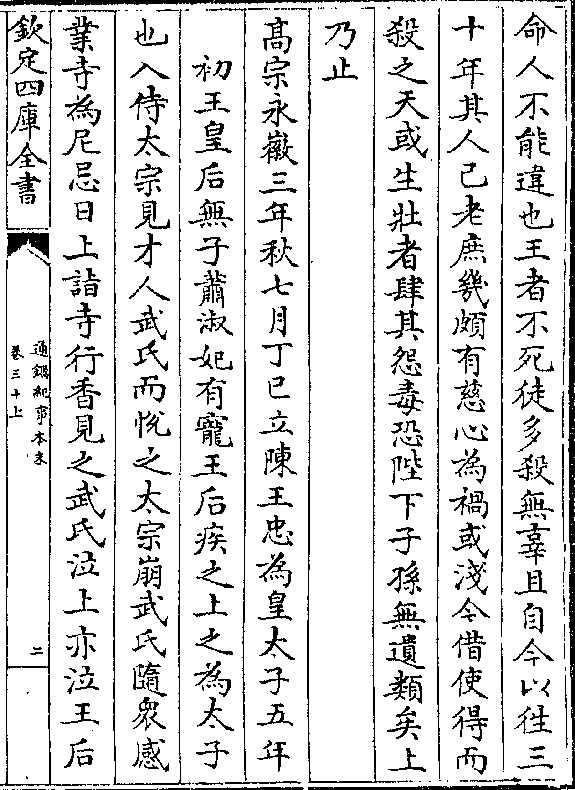 命人不能違也王者不死徒多殺無辜且自今以徃三
十年其人已老庶幾頗有慈心為禍或淺今借使得而
殺之天或生壯者肆其怨毒恐陛下子孫無遺類矣上
乃止
髙宗永徽三年秋七月丁巳立陳王忠為皇太子五年
初王皇后無子蕭淑妃有寵王后疾之上之為太子
也入侍太宗見才人武氏而悅之太宗崩武氏隨衆感
業寺為尼忌日上詣寺行香見之武氏泣上亦泣王后
欽定四庫全書
通鑑紀事本末
卷三十上
二